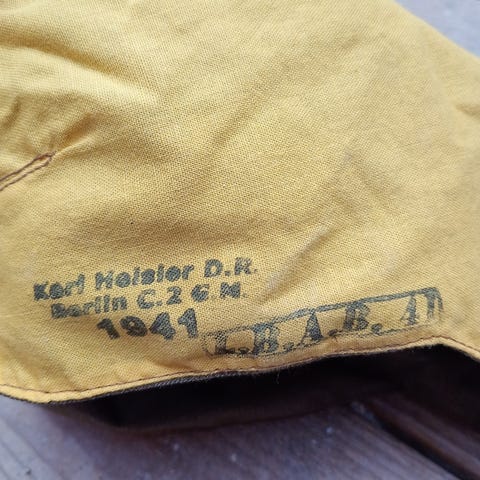 Karl Heisler D.R.
Berlin C.2 G.M.
1941
L.B.A.B. 41